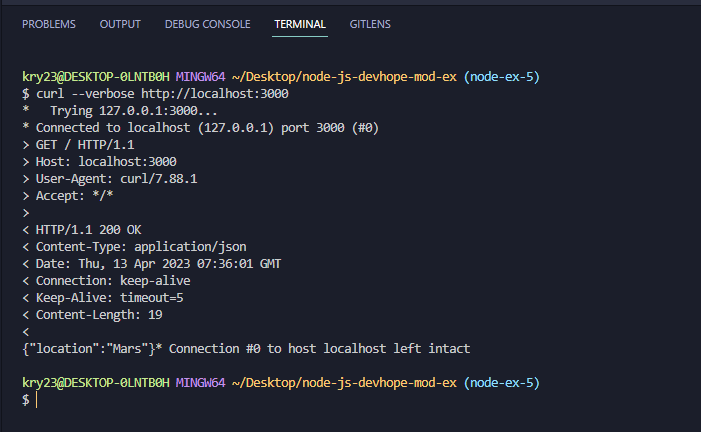 PROBLEMS OUTPUT DEBUG CONSOLE TERMINAL GITLENS
kry23@DESKTOP-0LNTB0H MINGW64 ~/Desktop/node-js-devhope-mod-ex (node-ex-5)
$ curl --verbose http://localhost:3000
*   Trying 127.0.0.1:3000...
* Connected to localhost (127.0.0.1) port 3000 (#0)
> GET / HTTP/1.1
> Host: localhost:3000
> User-Agent: curl/7.88.1
> Accept: */*
>
< HTTP/1.1 200 OK
< Content-Type: application/json
< Date: Thu, 13 Apr 2023 07:36:01 GMT
< Connection: keep-alive
< Keep-Alive: timeout=5
< Content-Length: 19
<
{"location":"Mars"}* Connection #0 to host localhost left intact
kry23@DESKTOP-0LNTB0H MINGW64 ~/Desktop/node-js-devhope-mod-ex (node-ex-5)
$